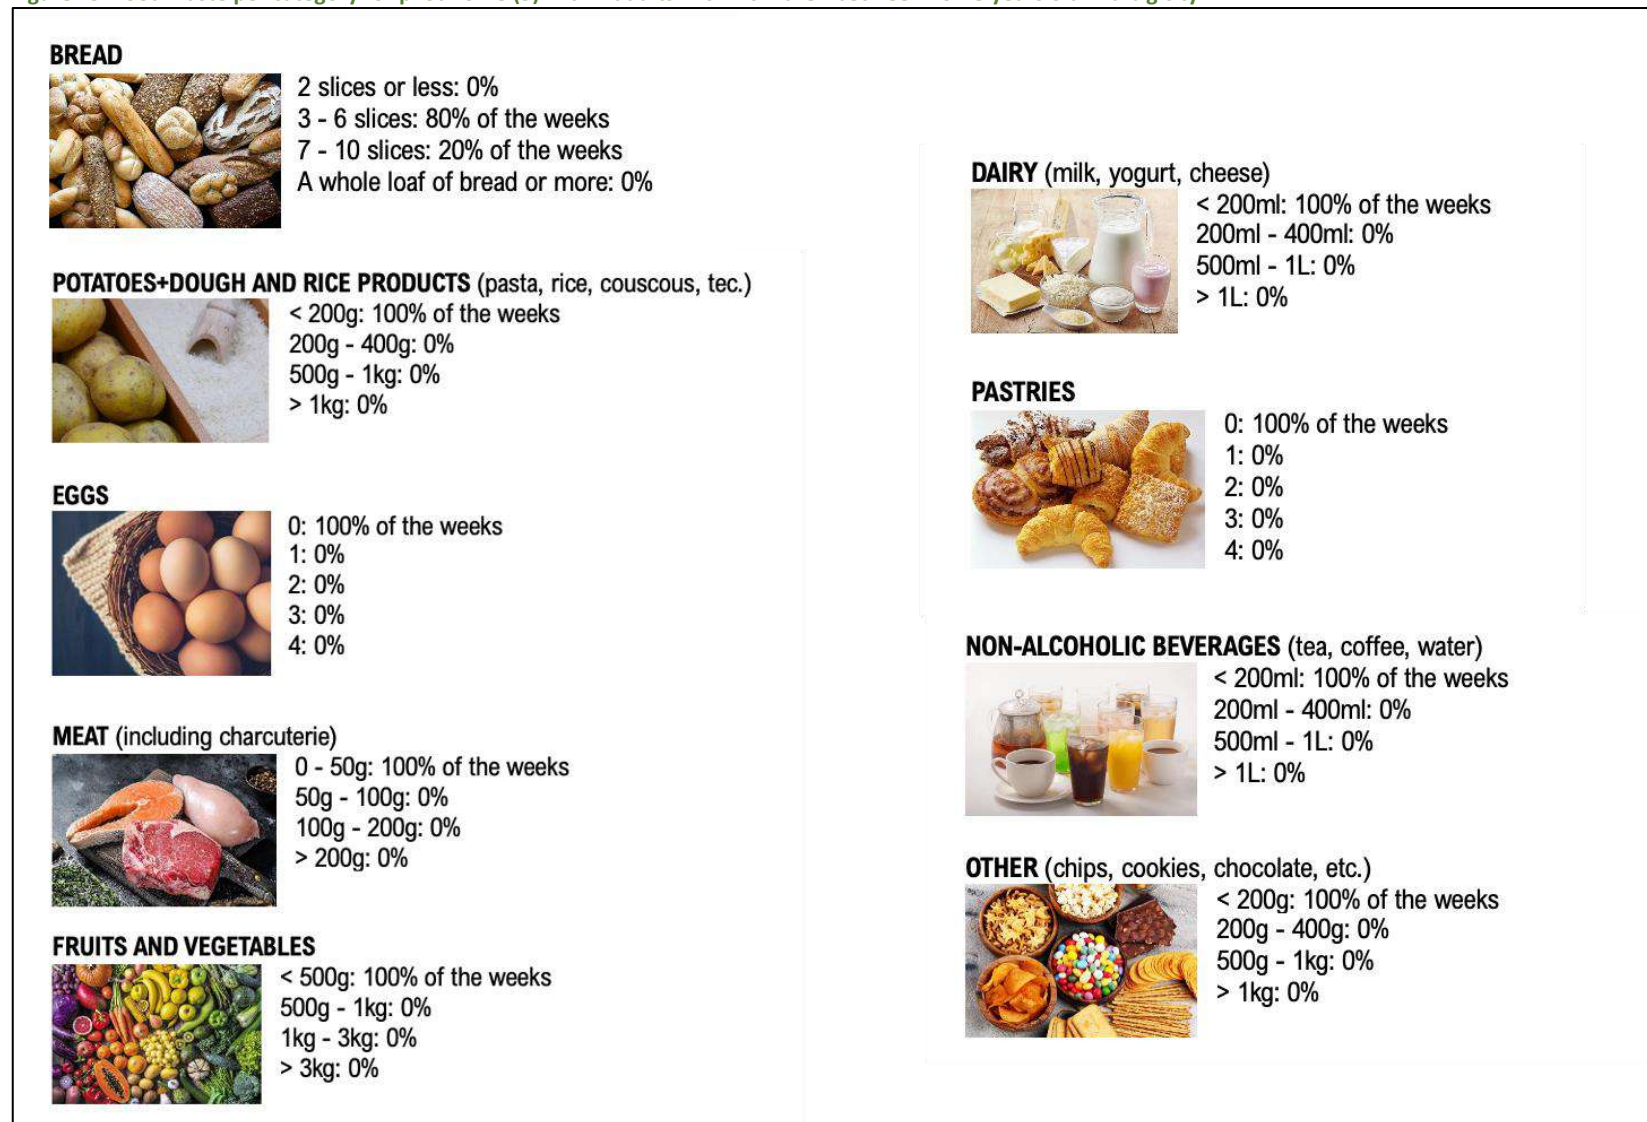 BREAD
2 slices or less: 0%
3 - 6 slices: 80% of the weeks
7 - 10 slices: 20% of the weeks
A whole loaf of bread or more: 0%
POTATOES+DOUGH AND RICE PRODUCTS (pasta, rice, couscous, tec.)
< 200g: 100% of the weeks
200g - 400g: 0%
500g - 1kg: 0%
> 1kg: 0%
EGGS
0: 100% of the weeks
1: 0%
2: 0%
3: 0%
4: 0%
MEAT (including charcuterie)
0 - 50g: 100% of the weeks
50g - 100g: 0%
100g - 200g: 0%
> 200g: 0%
FRUITS AND VEGETABLES
< 500g: 100% of the weeks
500g - 1kg: 0%
1kg - 3kg: 0%
> 3kg: 0%
DAIRY (milk, yogurt, cheese)
< 200ml: 100% of the weeks
200ml - 400ml: 0%
500ml - 1L: 0%
> 1L: 0%
PASTRIES
0: 100% of the weeks
1: 0%
2: 0%
3: 0%
4: 0%
NON-ALCOHOLIC BEVERAGES (tea, coffee, water)
< 200ml: 100% of the weeks
200ml - 400ml: 0%
500ml - 1L: 0%
> 1L: 0%
OTHER (chips, cookies, chocolate, etc.)
< 200g: 100% of the weeks
200g - 400g: 0%
500g - 1kg: 0%
> 1kg: 0%